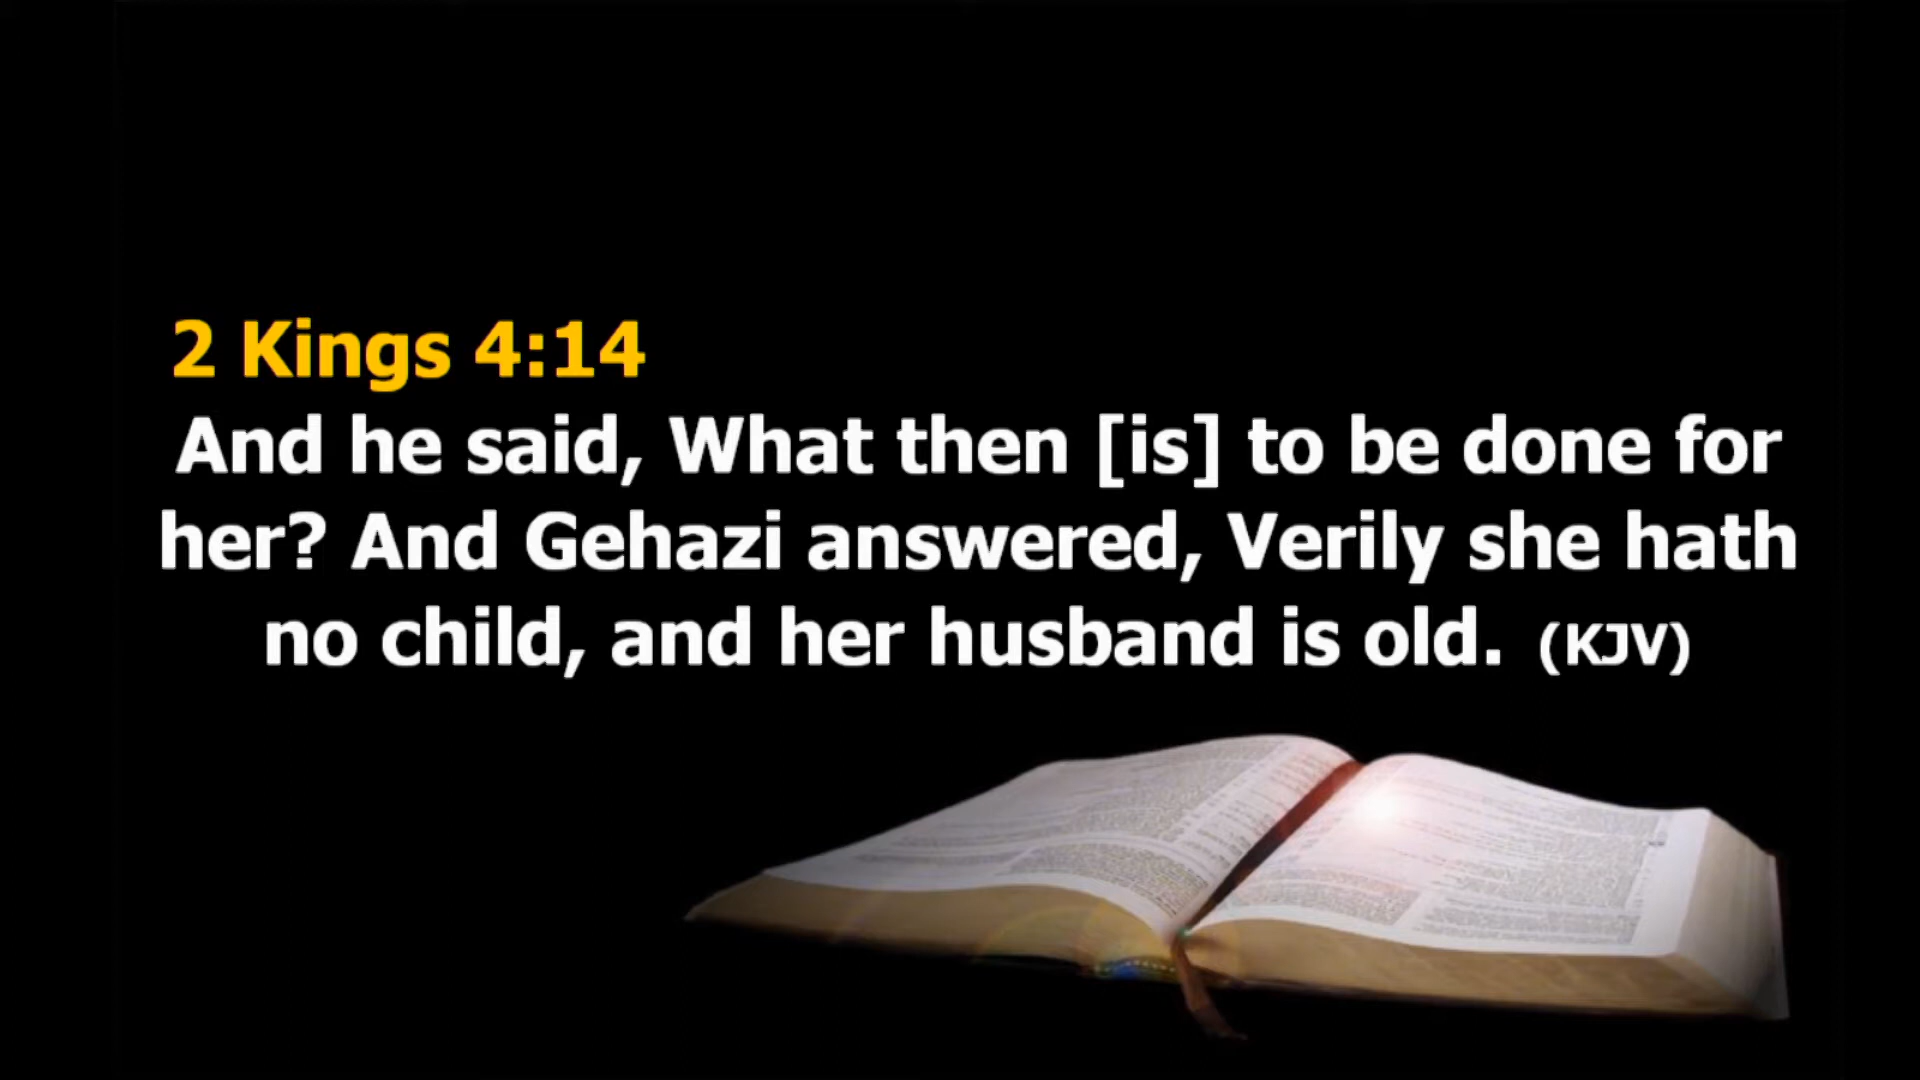 2 Kings 4:14
And he said, What then [is] to be done for
her? And Gehazi answered, Verily she hath
no child, and her husband is old. (KJV)